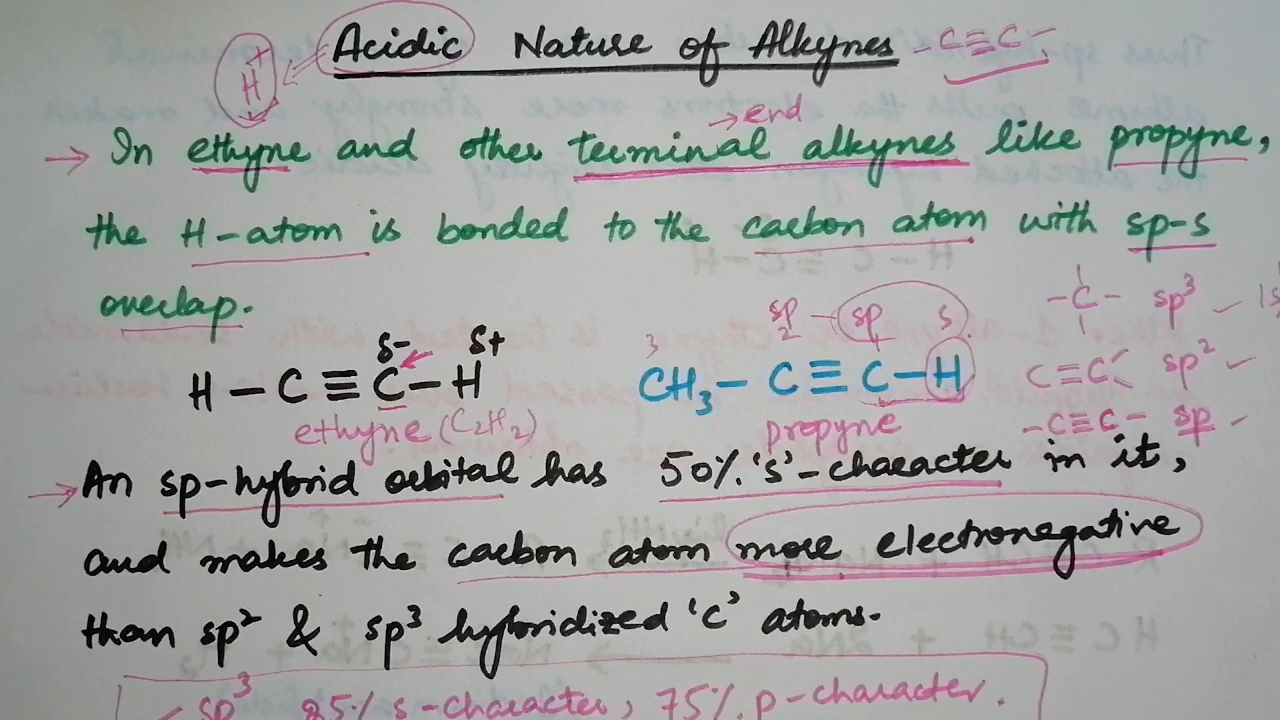 Acidic Nature of Alkynes -C≡C-
H⁺
→ end
→ In ethyne and other terminal alkynes like propyne,
the H-atom is bonded to the carbon atom with sp-s
overlap.
δ- δ+
H-C≡C-H
ethyne (C₂H₂)
sp sp s
3 2 1
CH₃-C≡C-H
propyne
-C- sp³
C=C sp²
-C≡C- sp
→ An sp-hybrid orbital has 50% 's'-character in it,
and makes the carbon atom more electronegative
than sp² & sp³ hybridized 'C' atoms.
sp³ 25% s-character, 75% p-character.